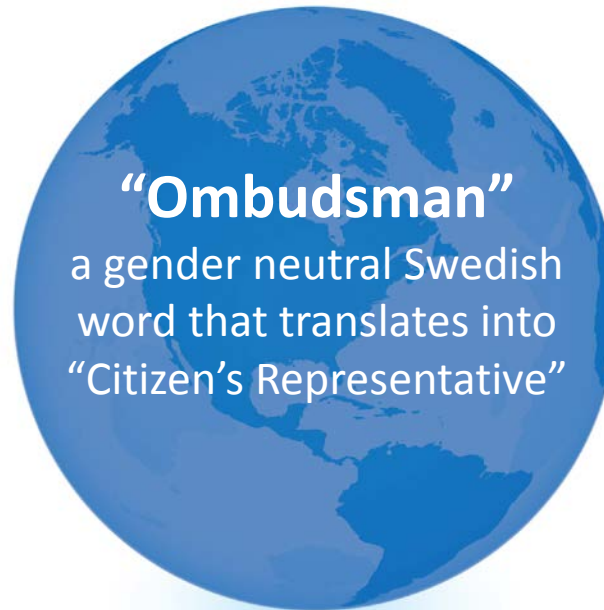 “Ombudsman”
a gender neutral Swedish
word that translates into
“Citizen’s Representative”